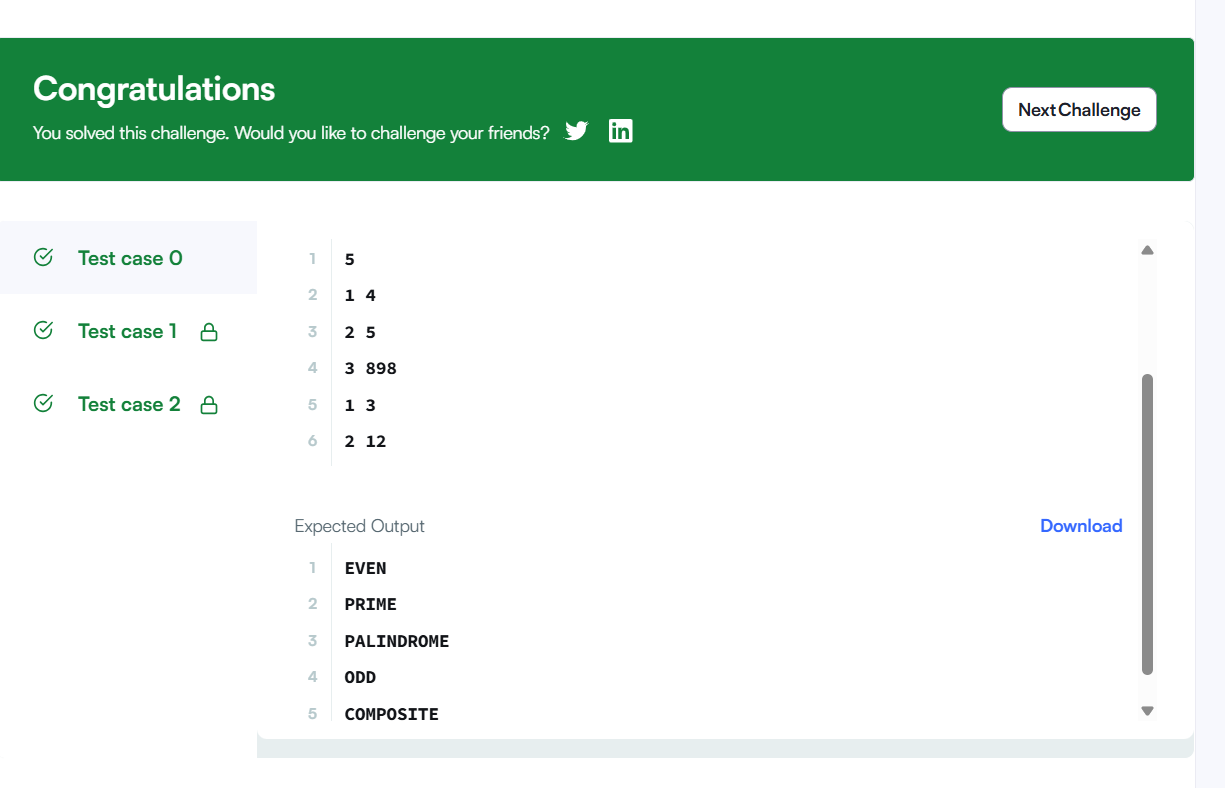 Congratulations
You solved this challenge. Would you like to challenge your friends?
Next Challenge
Test case 0
Test case 1
Test case 2
1 5
2 1 4
3 2 5
4 3 898
5 1 3
6 2 12
Expected Output
Download
1 EVEN
2 PRIME
3 PALINDROME
4 ODD
5 COMPOSITE